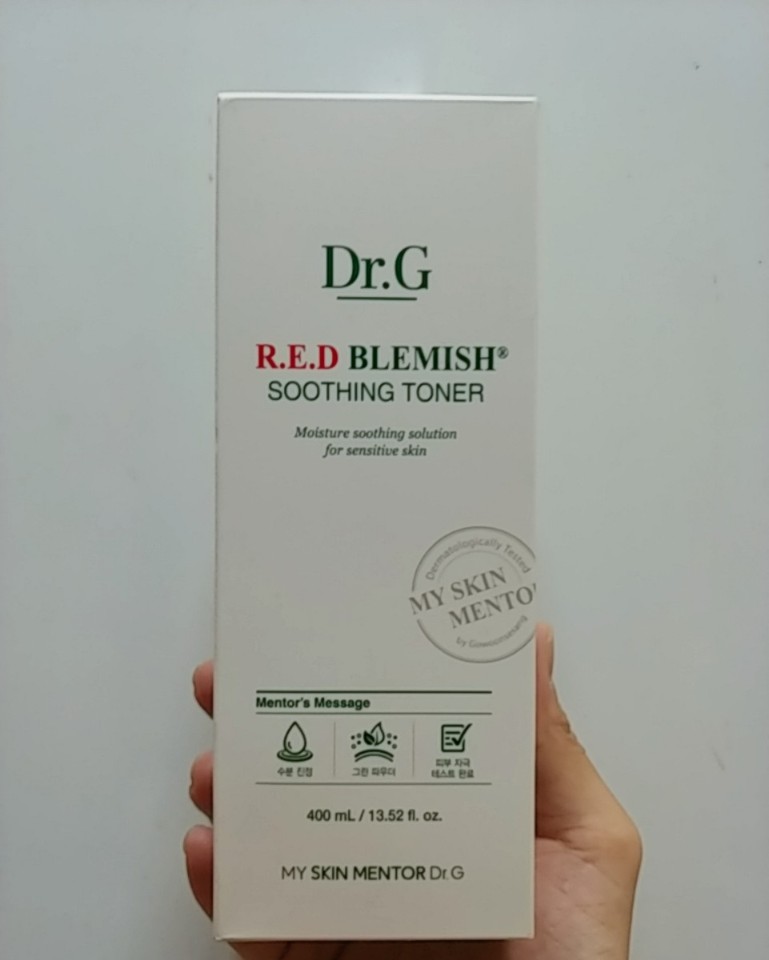 Dr.G
R.E.D BLEMISH®
SOOTHING TONER
Moisture soothing solution
for sensitive skin
Dermatologically Tested
MY SKIN
MENTO
by Gowoonsesang
Mentor's Message
수분 진정
그린 파우더
피부 자극
테스트 완료
400 mL / 13.52 fl. oz.
MY SKIN MENTOR Dr.G